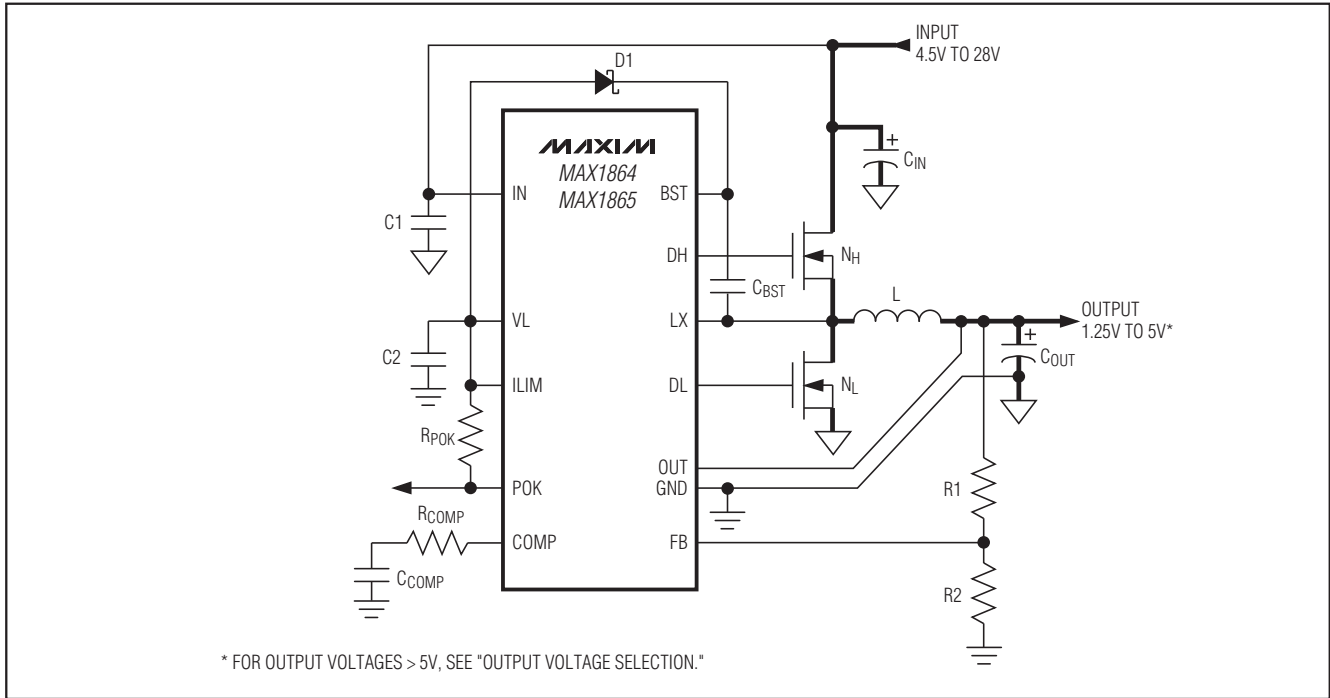 INPUT
4.5V TO 28V
D1
CIN
MAXIM
MAX1864
MAX1865
IN
BST
C1
DH
NH
CBST
L
VL
LX
OUTPUT
1.25V TO 5V*
C2
COUT
ILIM
DL
NL
RPOK
OUT
POK
GND
R1
RCOMP
COMP
FB
CCOMP
R2
* FOR OUTPUT VOLTAGES > 5V, SEE "OUTPUT VOLTAGE SELECTION."